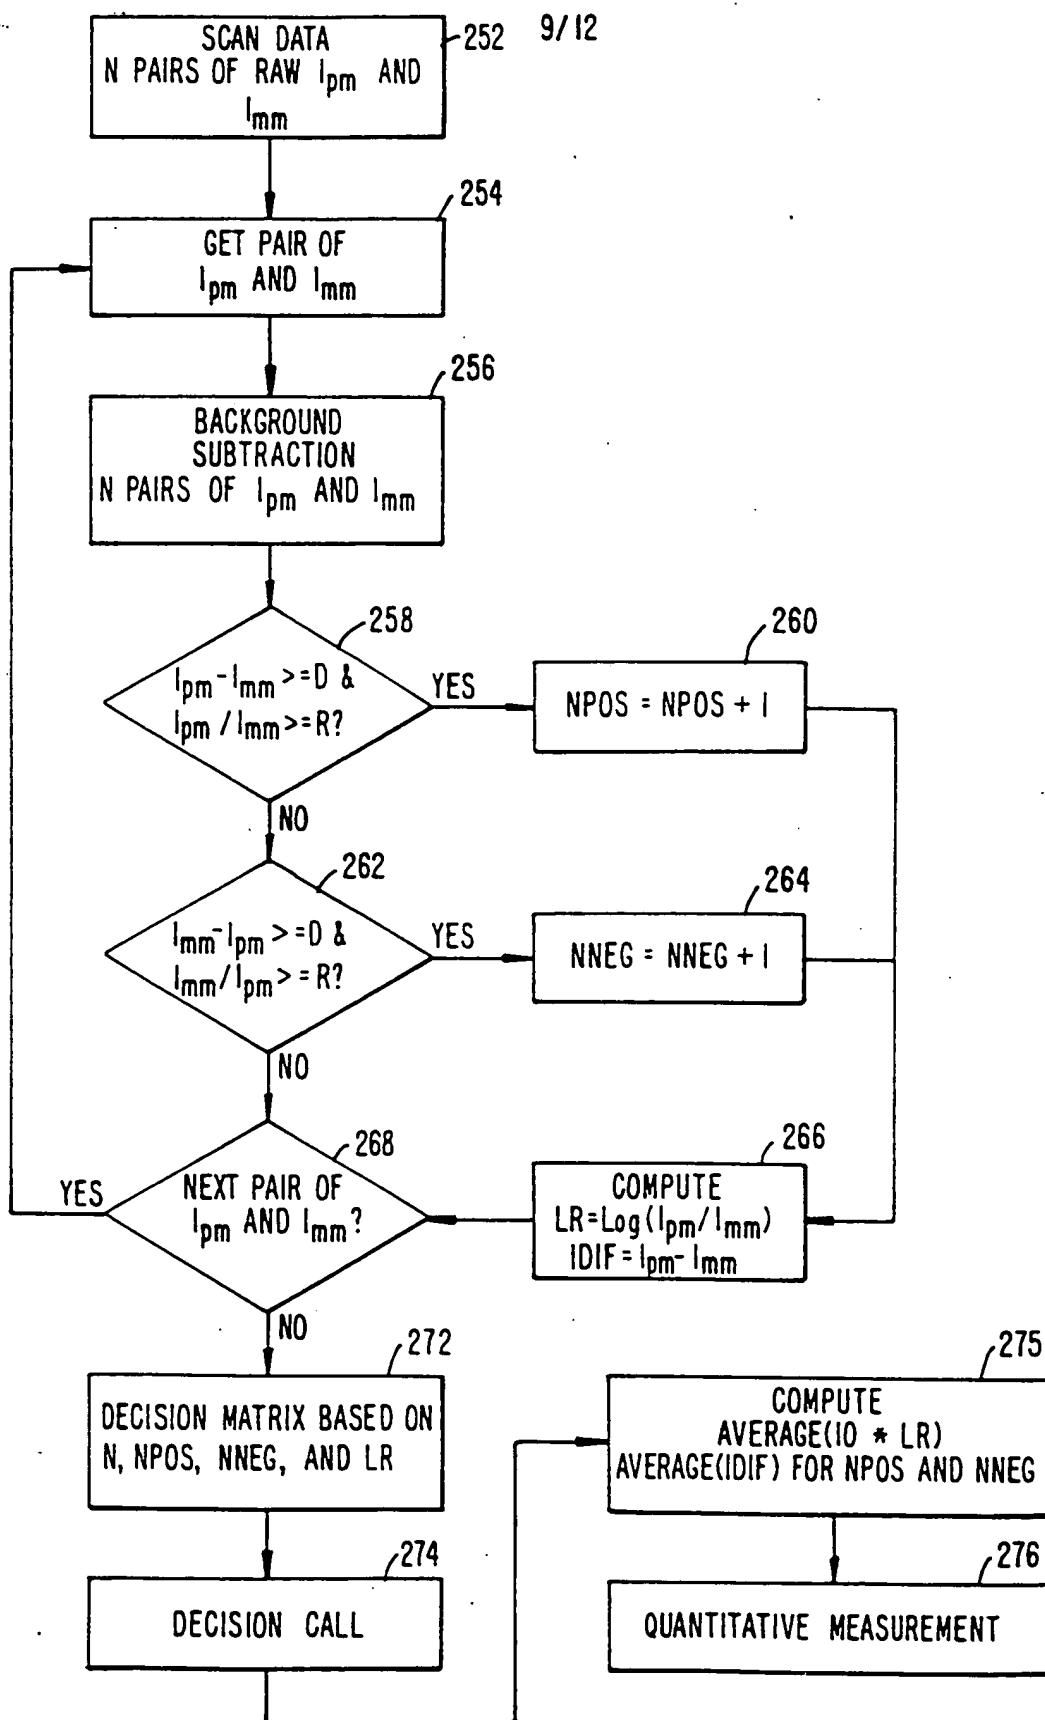 9/12
252
SCAN DATA
N PAIRS OF RAW Ipm AND
Imm
254
GET PAIR OF
Ipm AND Imm
256
BACKGROUND
SUBTRACTION
N PAIRS OF Ipm AND Imm
258
Ipm-Imm >=D &
Ipm / Imm >=R?
YES
260
NPOS = NPOS + 1
NO
262
Imm-Ipm >=D &
Imm/Ipm >=R?
YES
264
NNEG = NNEG + 1
NO
268
NEXT PAIR OF
Ipm AND Imm?
YES
266
COMPUTE
LR=Log(Ipm/Imm)
IDIF=Ipm-Imm
NO
272
DECISION MATRIX BASED ON
N, NPOS, NNEG, AND LR
274
DECISION CALL
275
COMPUTE
AVERAGE(10 * LR)
AVERAGE(IDIF) FOR NPOS AND NNEG
276
QUANTITATIVE MEASUREMENT